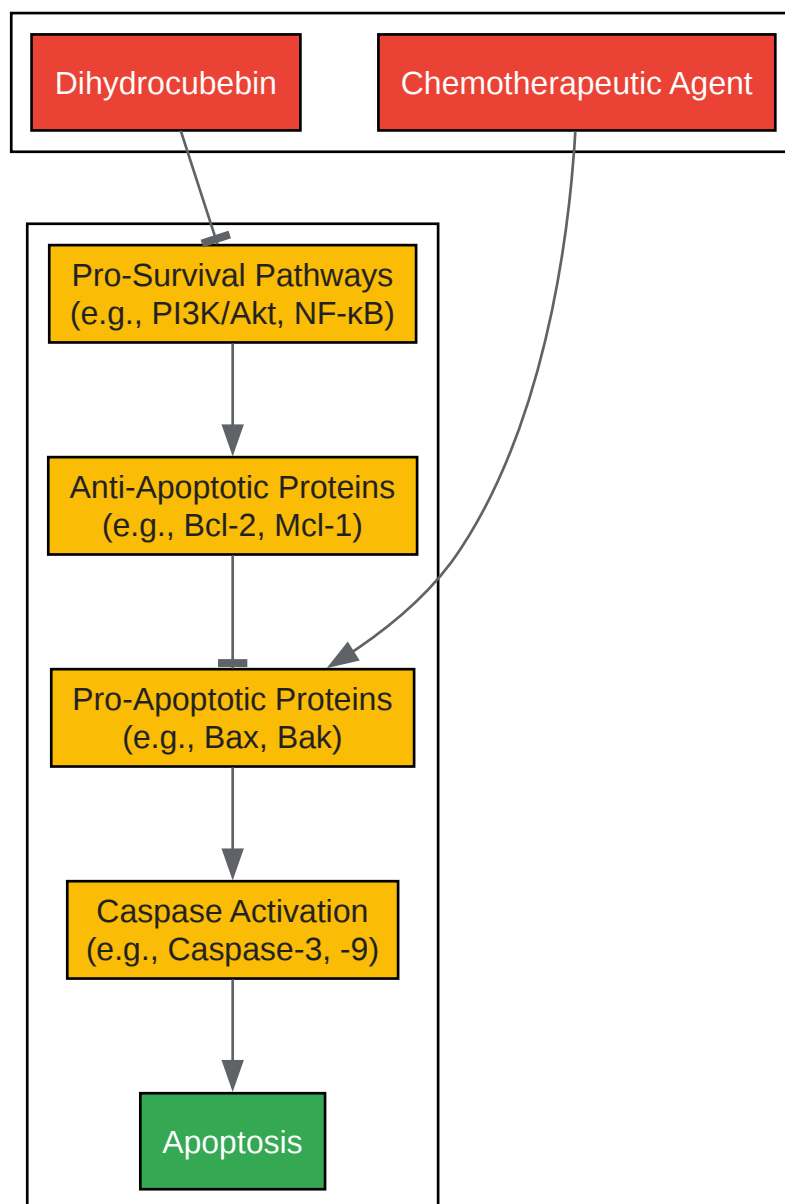 Dihydrocubebin
Chemotherapeutic Agent
Pro-Survival Pathways
(e.g., PI3K/Akt, NF-κB)
Anti-Apoptotic Proteins
(e.g., Bcl-2, Mcl-1)
Pro-Apoptotic Proteins
(e.g., Bax, Bak)
Caspase Activation
(e.g., Caspase-3, -9)
Apoptosis